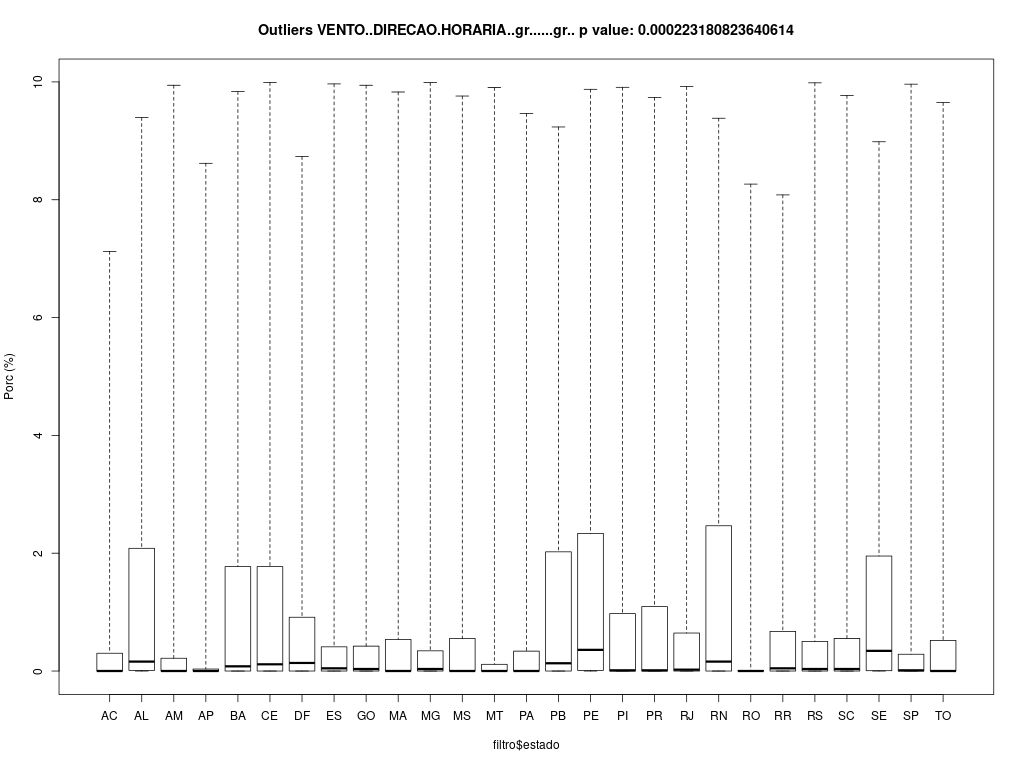 Outliers VENTO..DIRECAO.HORARIA..gr......gr.. p value: 0.000223180823640614
Porc (%)
10
8
6
4
2
0
AC AL AM AP BA CE DF ES GO MA MG MS MT PA PB PE PI PR RJ RN RO RR RS SC SE SP TO
filtro$estado